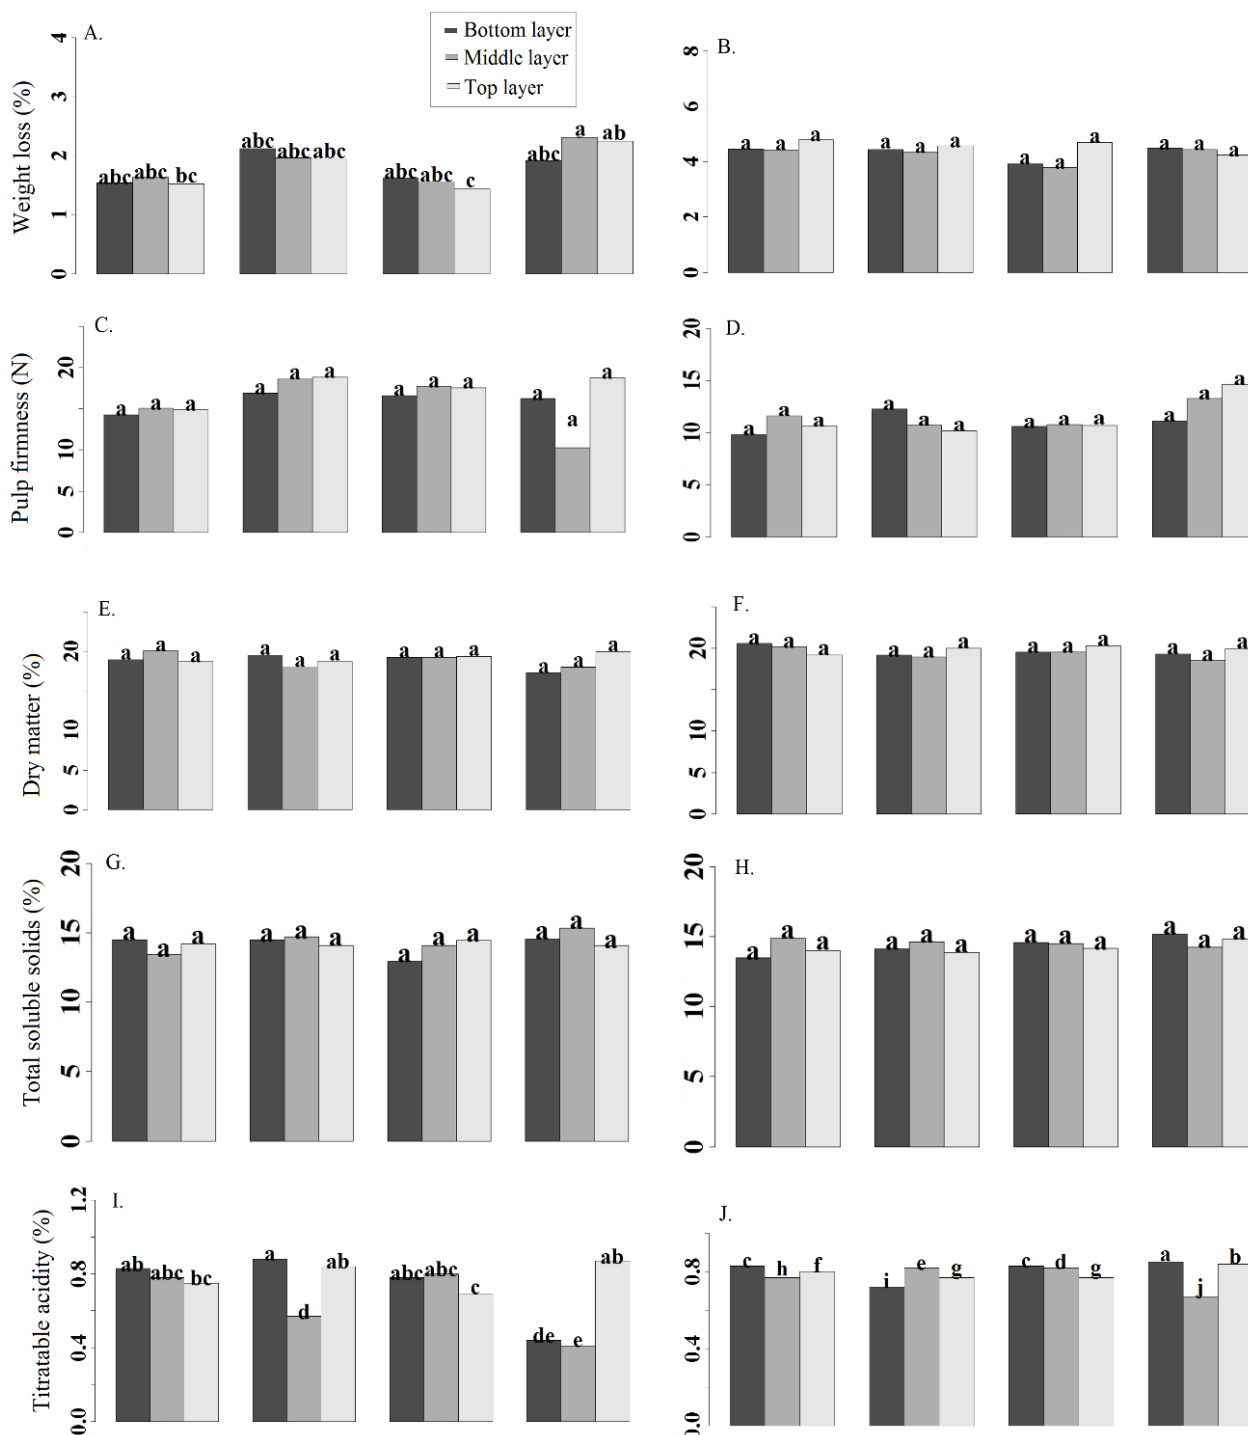 A.
Bottom layer
Middle layer
Top layer
Weight loss (%)
0 1 2 3 4
abc abc bc abc abc abc abc abc c abc a ab
B.
0 2 4 6 8
a a a a a a a a a a a a
C.
Pulp firmness (N)
0 5 10 20
a a a a a a a a a a a a
D.
0 5 10 15 20
a a a a a a a a a a a a
E.
Dry matter (%)
0 5 10 20
a a a a a a a a a a a a
F.
0 5 10 20
a a a a a a a a a a a a
G.
Total soluble solids (%)
0 5 10 15 20
a a a a a a a a a a a a
H.
0 5 10 15 20
a a a a a a a a a a a a
I.
Titratable acidity (%)
0.0 0.4 0.8 1.2
ab abc bc a d ab abc abc c de e ab
J.
0.0 0.4 0.8
c h f i e g c d g a j b